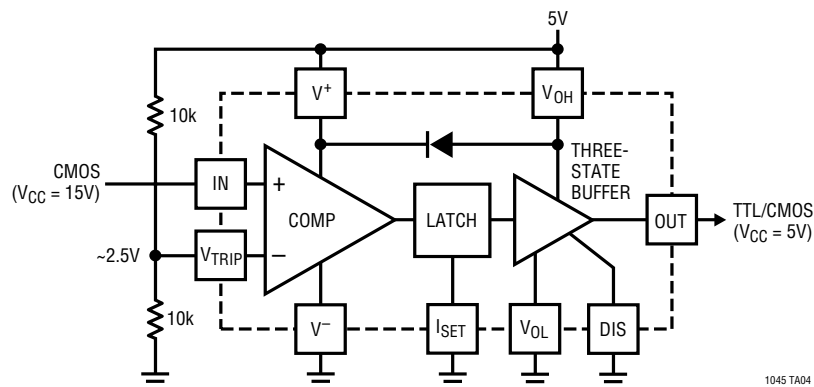 5V
V+
VOH
10k
THREE-
STATE
BUFFER
CMOS
(VCC = 15V)
IN
+
COMP
LATCH
OUT
TTL/CMOS
(VCC = 5V)
~2.5V
VTRIP
–
10k
V–
ISET
VOL
DIS
1045 TA04